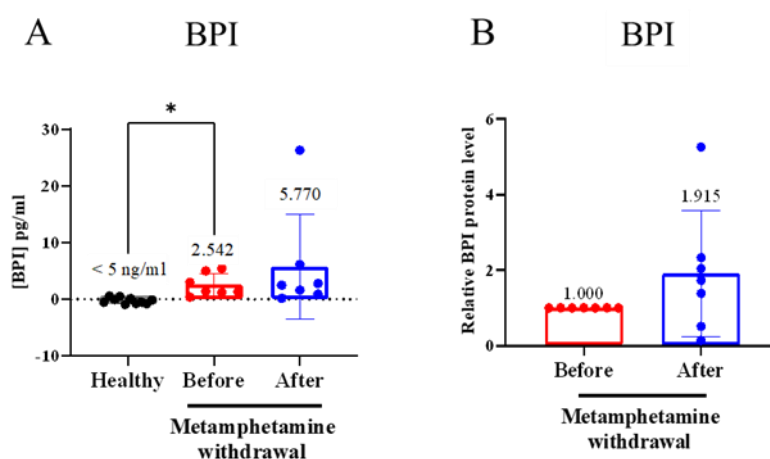 A
BPI
*
[BPI] pg/ml
30
20
10
0
-10
< 5 ng/ml
2.542
5.770
Healthy
Before
After
Metamphetamine
withdrawal
B
BPI
Relative BPI protein level
6
4
2
0
1.000
1.915
Before
After
Metamphetamine
withdrawal